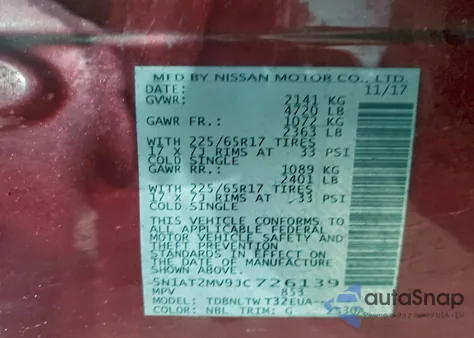 MFD BY NISSAN MOTOR CO., LTD.
DATE: 11/17
GVWR: 2141 KG
4720 LB
GAWR FR.: 1072 KG
2363 LB
WITH 225/65R17 TIRES
17 X 7J RIMS AT 33 PSI
COLD SINGLE
GAWR RR.: 1089 KG
2401 LB
WITH 225/65R17 TIRES
17 X 7J RIMS AT 33 PSI
COLD SINGLE
THIS VEHICLE CONFORMS TO
ALL APPLICABLE FEDERAL
MOTOR VEHICLE SAFETY AND
THEFT PREVENTION
STANDARDS IN EFFECT ON
THE DATE OF MANUFACTURE
SHOWN ABOVE.
5N1AT2MV9JC726139
MPV 853
MODEL: TDBNLTW T32EUA
COLOR: NBL TRIM: G
autoSnap